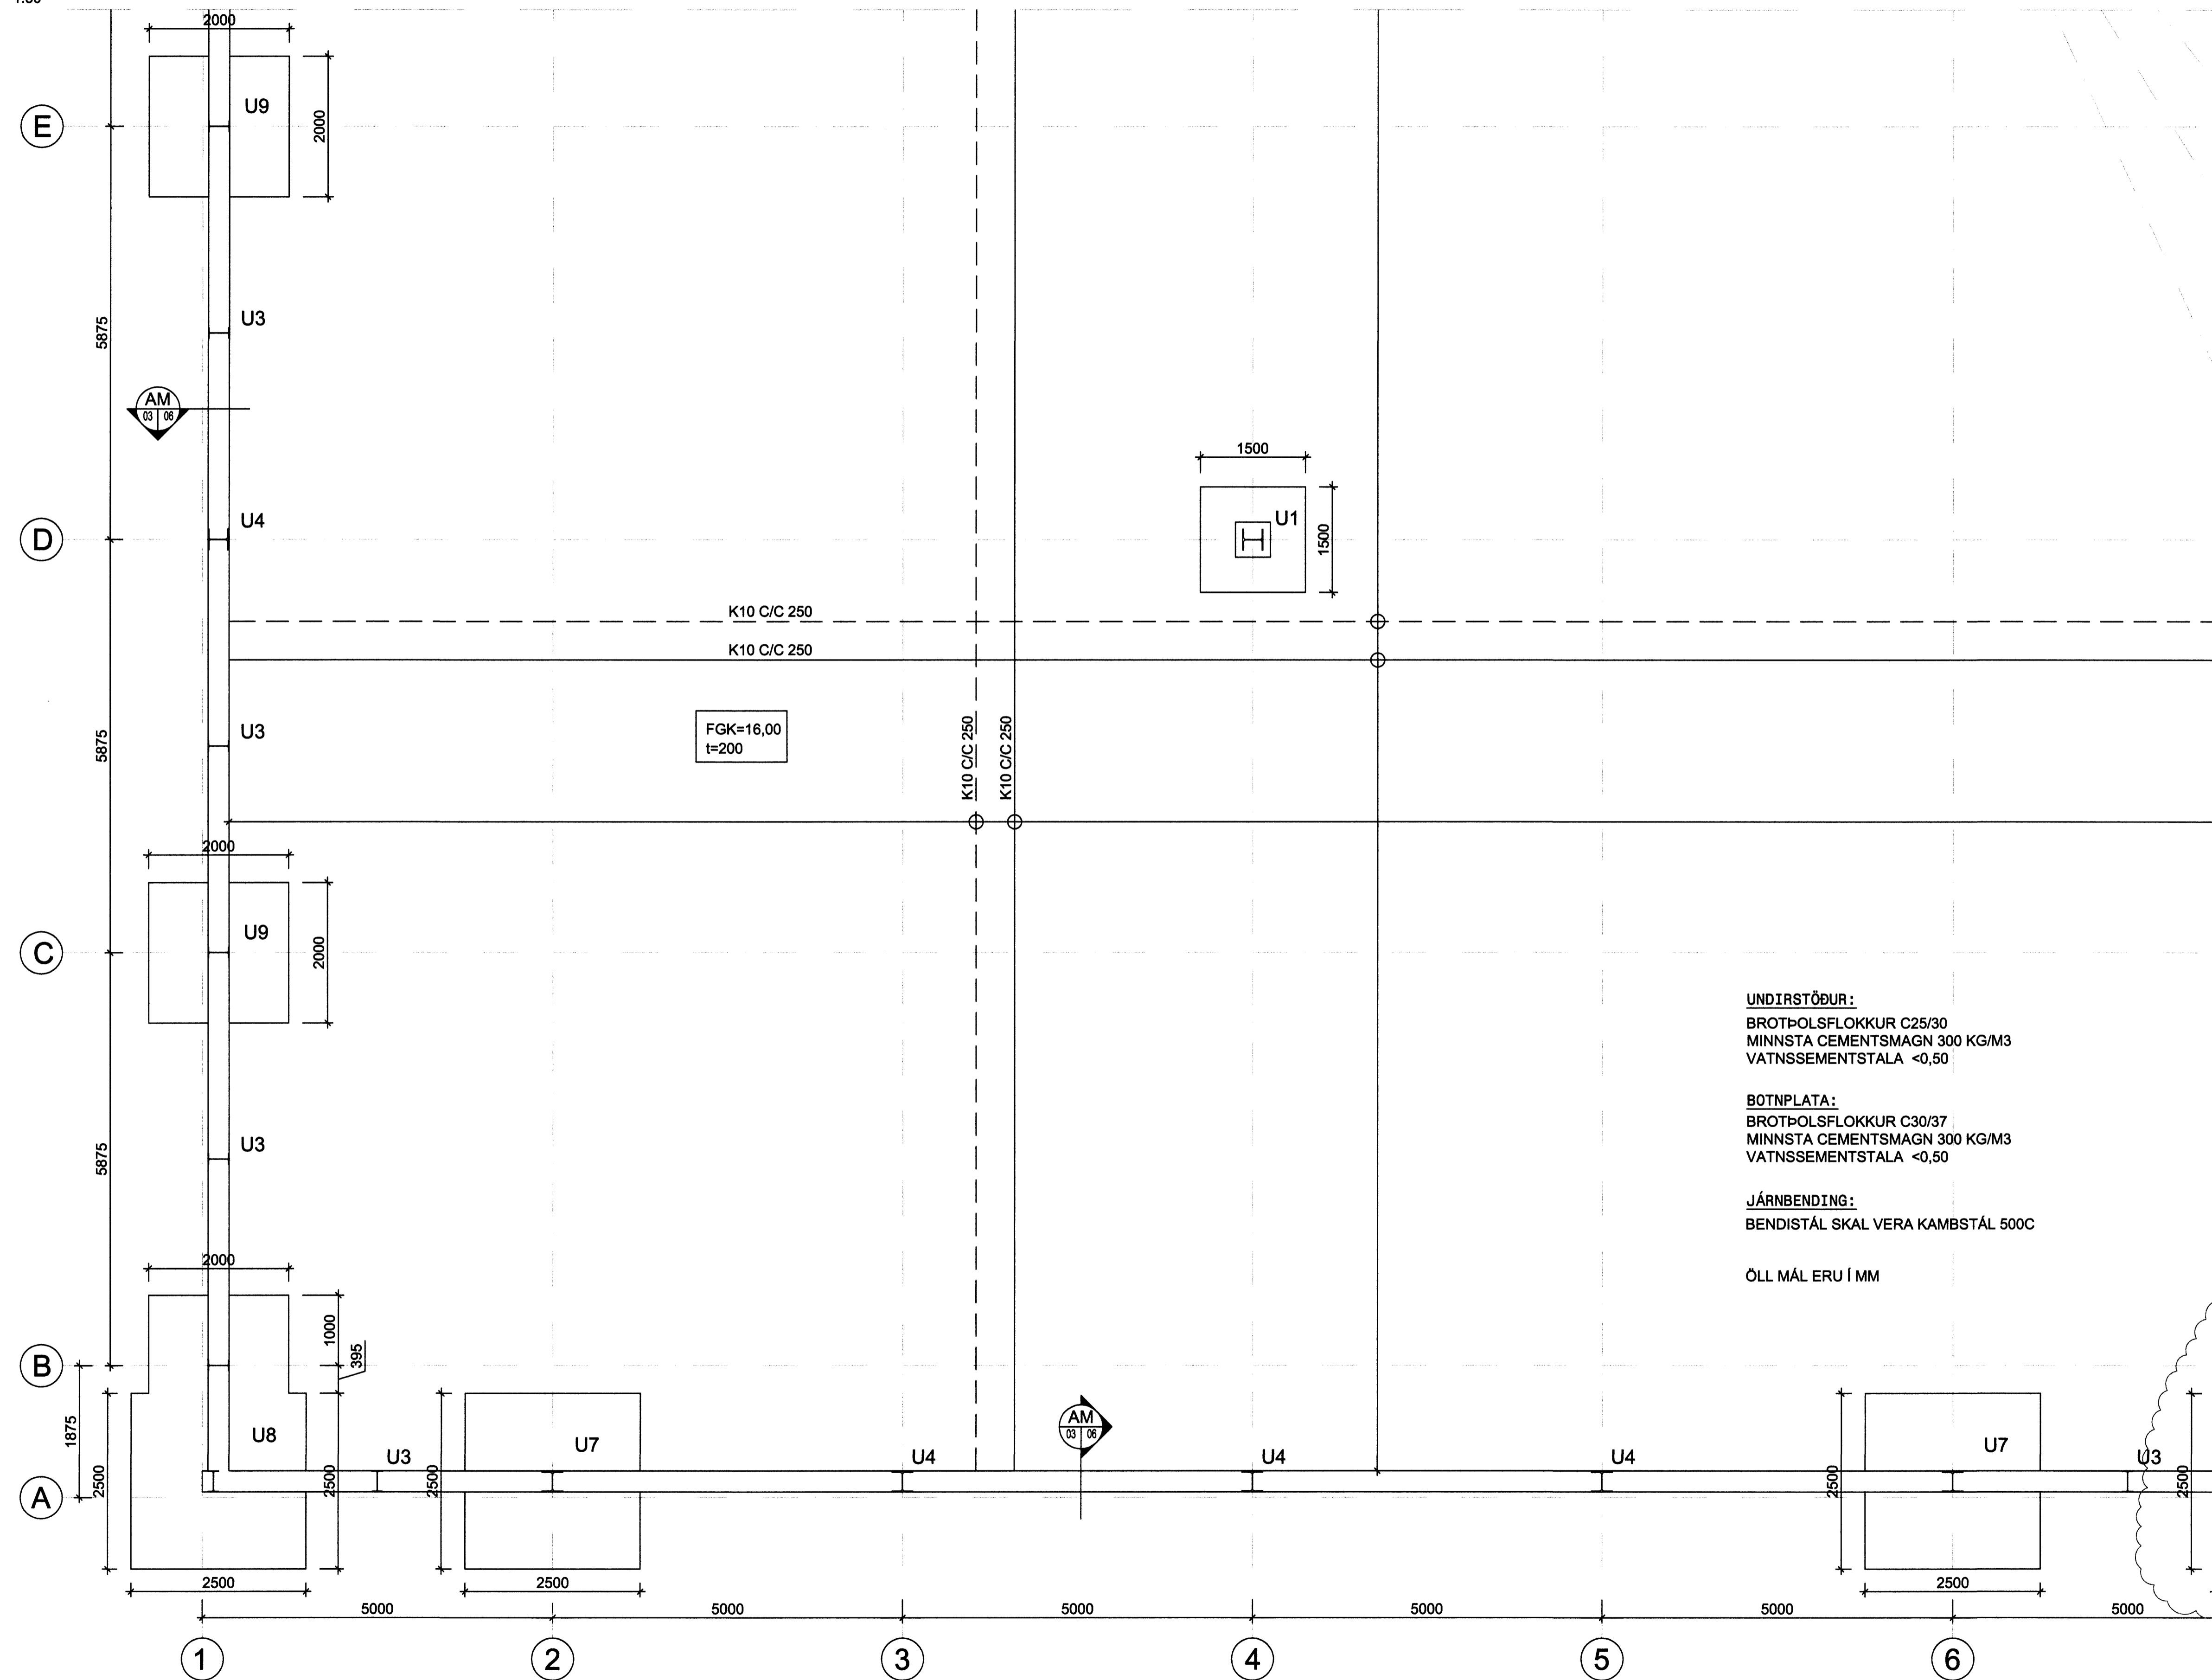 2000
U9
2000
E
U3
5875
AM
03 06
1500
U4
U1
1500
D
K10 C/C 250
K10 C/C 250
U3
FGK=16,00
t=200
K10 C/C 250
K10 C/C 250
5875
2000
U9
2000
C
UNDIRSTÖÐUR:
BROTÞOLSFLOKKUR C25/30
MINNSTA CEMENTSMAGN 300 KG/M3
VATNSSEMENTSTALA <0,50
BOTNPLATA:
BROTÞOLSFLOKKUR C30/37
MINNSTA CEMENTSMAGN 300 KG/M3
VATNSSEMENTSTALA <0,50
U3
5875
JÁRNBENDING:
BENDISTÁL SKAL VERA KAMBSTÁL 500C
2000
ÖLL MÁL ERU Í MM
1000
395
B
1875
U8
U7
AM
03 06
U7
U3
U4
U4
U4
U3
A
2500
2500
2500
2500
2500
2500
2500
2500
5000
5000
5000
5000
5000
5000
1
2
3
4
5
6